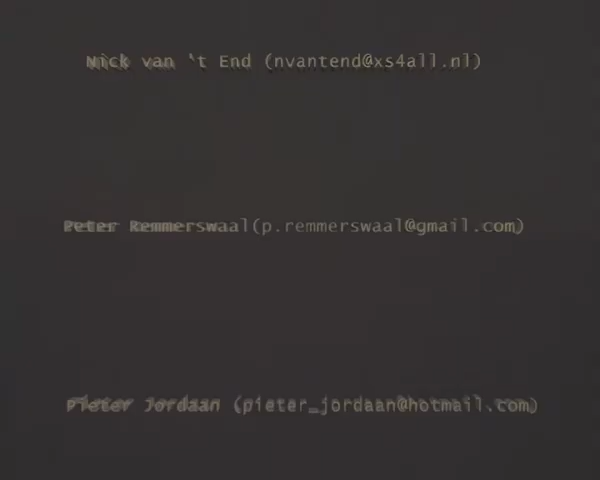 Nick van 't End (nvantend@xs4all.nl)
Peter Remmerswaal(p.remmerswaal@gmail.com)
Pieter Jordaan (pieter_jordaan@hotmail.com)